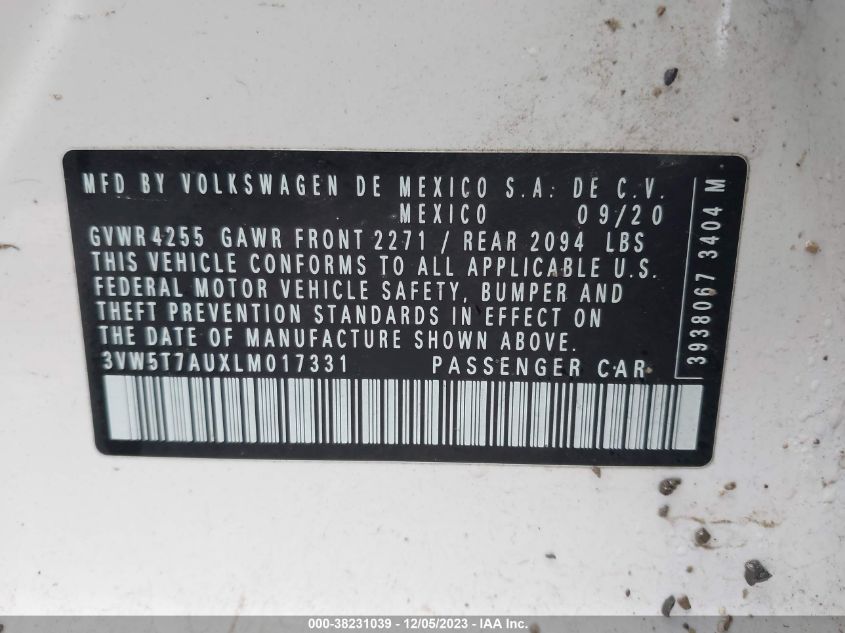 MFD BY VOLKSWAGEN DE MEXICO S.A. DE C.V.
MEXICO 09/20
GVWR 4255 GAWR FRONT 2271 / REAR 2094 LBS
THIS VEHICLE CONFORMS TO ALL APPLICABLE U.S.
FEDERAL MOTOR VEHICLE SAFETY, BUMPER AND
THEFT PREVENTION STANDARDS IN EFFECT ON
THE DATE OF MANUFACTURE SHOWN ABOVE.
3VW5T7AUXLM017331 PASSENGER CAR
3938067 3404 M
000-38231039 - 12/05/2023 - IAA Inc.